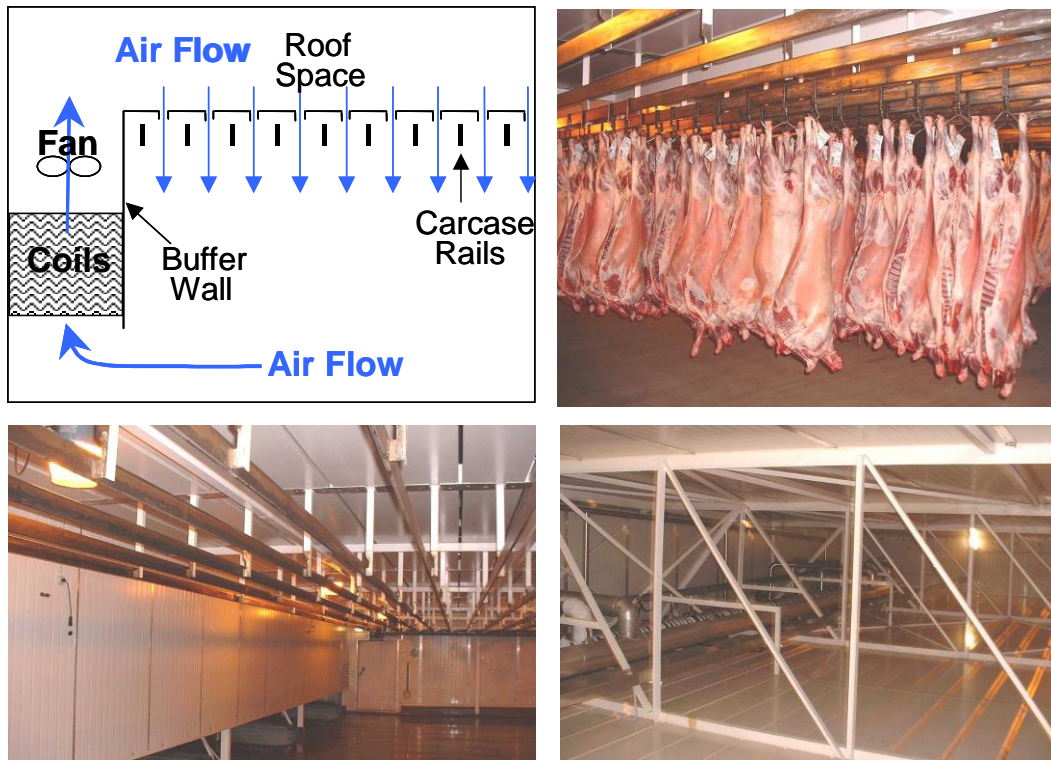 Air Flow
Roof
Space
Fan
Coils
Buffer
Wall
Carcase
Rails
Air Flow